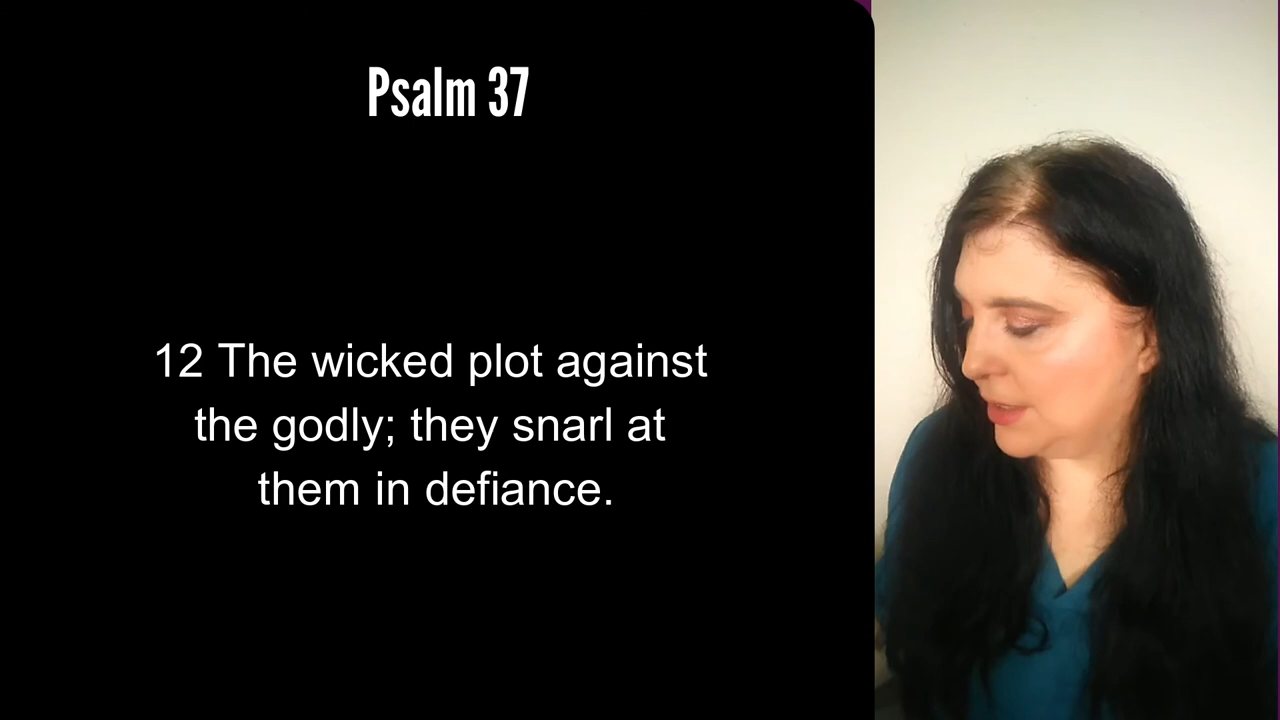 Psalm 37
12 The wicked plot against
the godly; they snarl at
them in defiance.